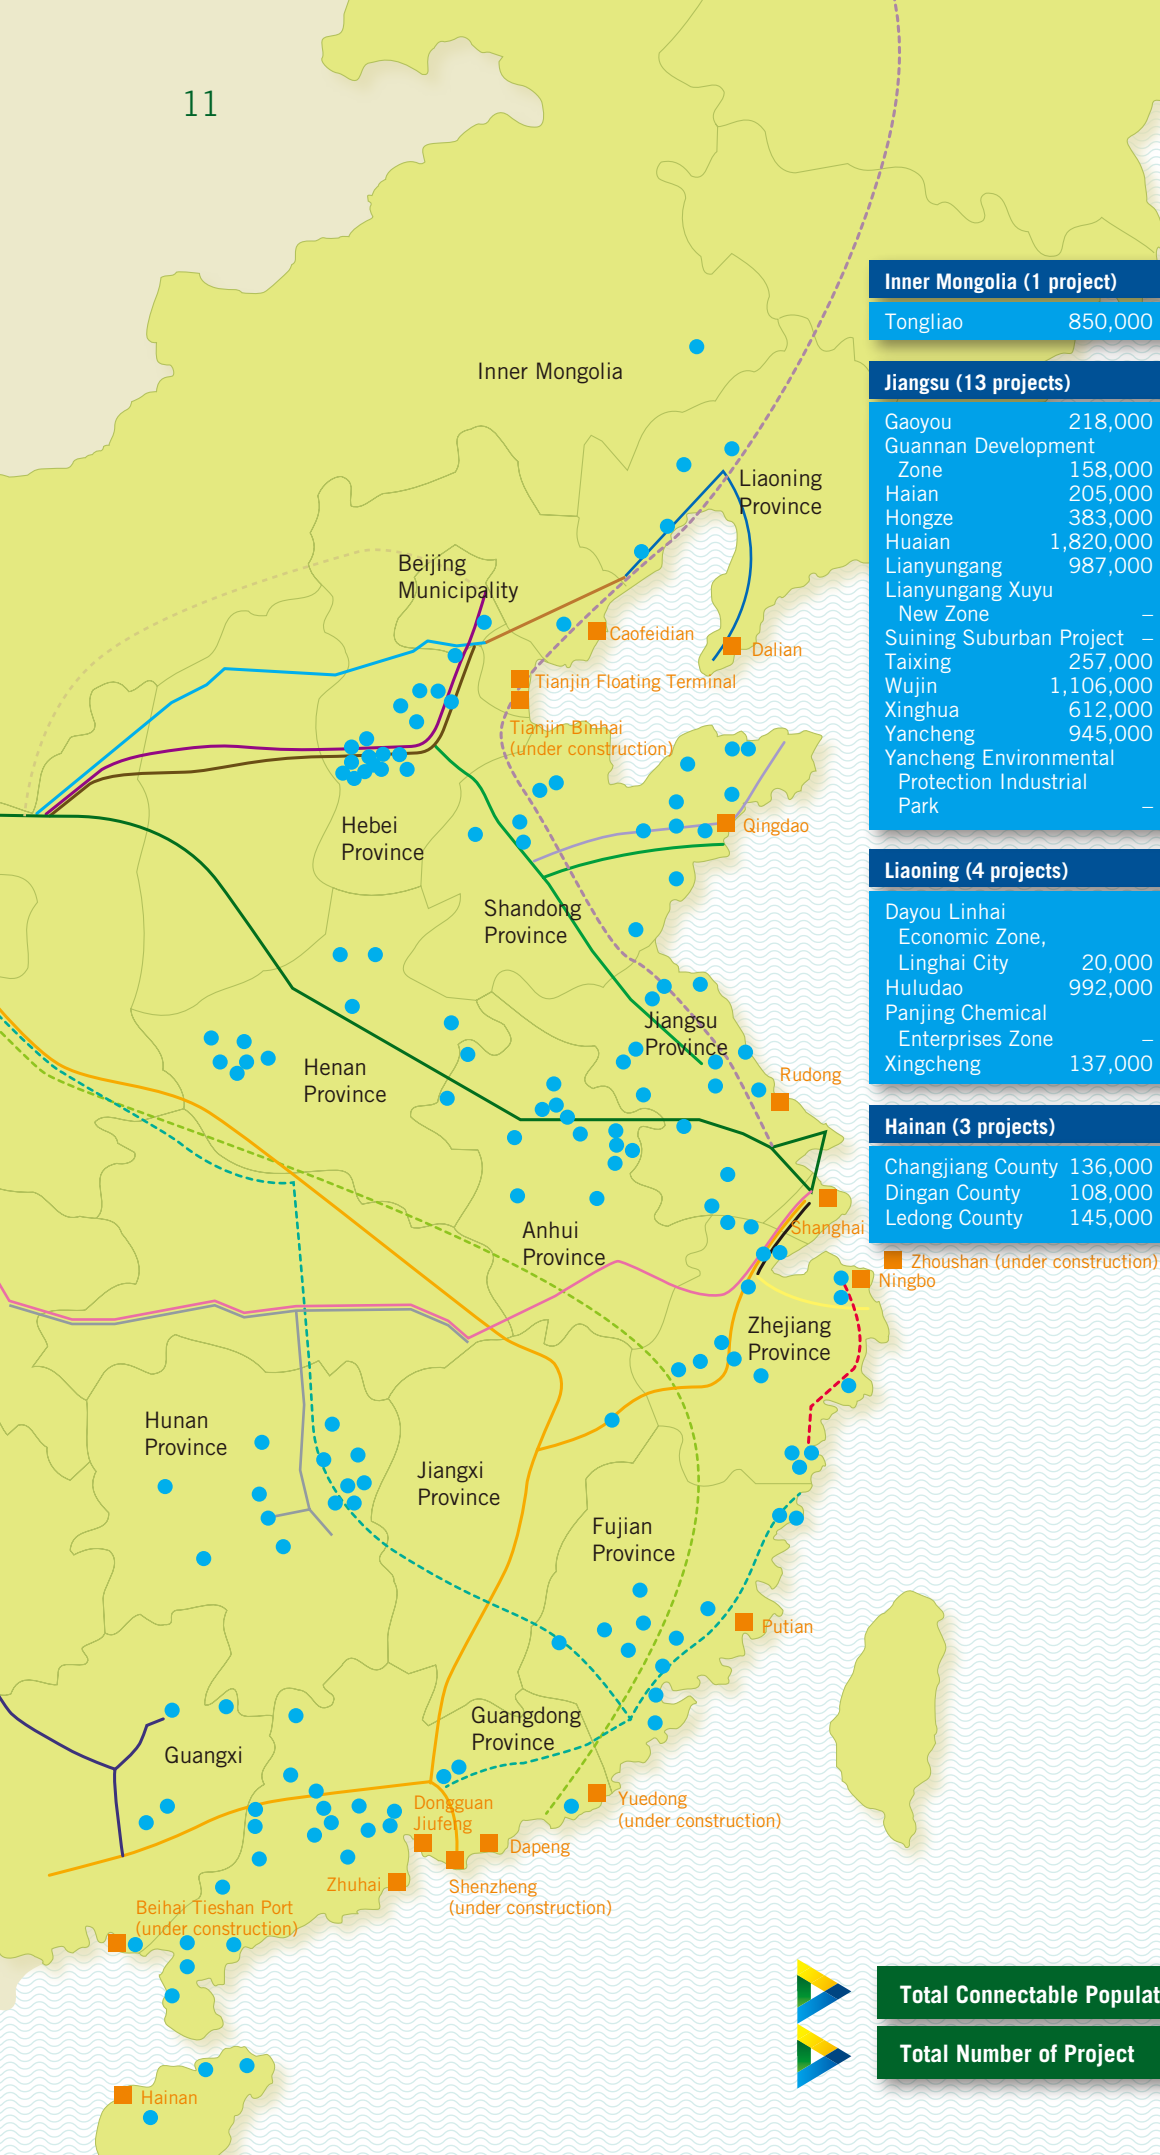 11
Inner Mongolia
Liaoning
Province
Beijing
Municipality
Caofeidian
Dalian
Tianjin Floating Terminal
Tianjin Binhai
(under construction)
Qingdao
Hebei
Province
Shandong
Province
Jiangsu
Province
Henan
Province
Rudong
Anhui
Province
Shanghai
Zhoushan (under construction)
Ningbo
Zhejiang
Province
Hunan
Province
Jiangxi
Province
Fujian
Province
Putian
Guangdong
Province
Guangxi
Yuedong
(under construction)
Dongguan
Jiufeng
Dapeng
Zhuhai
Shenzheng
(under construction)
Beihai Tieshan Port
(under construction)
Hainan
Inner Mongolia (1 project)
Tongliao 850,000
Jiangsu (13 projects)
Gaoyou 218,000
Guannan Development
Zone 158,000
Haian 205,000
Hongze 383,000
Huaian 1,820,000
Lianyungang 987,000
Lianyungang Xuyu
New Zone –
Suining Suburban Project –
Taixing 257,000
Wujin 1,106,000
Xinghua 612,000
Yancheng 945,000
Yancheng Environmental
Protection Industrial
Park –
Liaoning (4 projects)
Dayou Linhai
Economic Zone,
Linghai City 20,000
Huludao 992,000
Panjing Chemical
Enterprises Zone –
Xingcheng 137,000
Hainan (3 projects)
Changjiang County 136,000
Dingan County 108,000
Ledong County 145,000
Total Connectable Populat
Total Number of Project